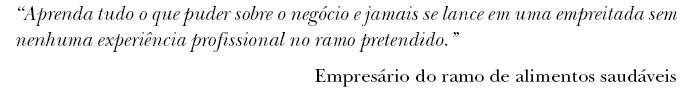 “Aprenda tudo o que puder sobre o negócio e jamais se lance em uma empreitada sem
nenhuma experiência profissional no ramo pretendido.”
Empresário do ramo de alimentos saudáveis